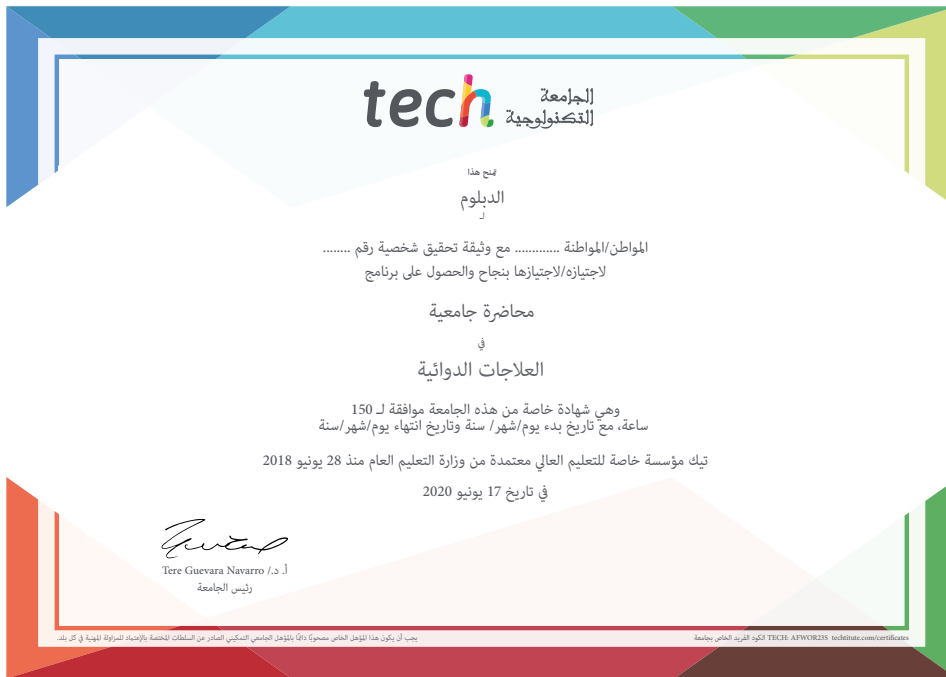 tech الجامعة
التكنولوجية
يمنح هذا
الدبلوم
لـ
المواطن/المواطنة ............. مع وثيقة تحقيق شخصية رقم ........
لاجتيازه/لاجتيازها بنجاح والحصول على برنامج
محاضرة جامعية
في
العلاجات الدوائية
وهي شهادة خاصة من هذه الجامعة موافقة لـ 150
ساعة، مع تاريخ بدء يوم/شهر/ سنة وتاريخ انتهاء يوم/شهر/سنة
تيك مؤسسة خاصة للتعليم العالي معتمدة من وزارة التعليم العام منذ 28 يونيو 2018
في تاريخ 17 يونيو 2020
أ. د./ Tere Guevara Navarro
رئيس الجامعة
يجب أن يكون هذا المؤهل الخاص مصحوبًا دائمًا بالمؤهل الجامعي التمكيني الصادر عن السلطات المختصة بالإعتماد للمزاولة المهنية في كل بلد.
الكود الفريد الخاص بجامعة TECH: AFWOR23S techtitute.com/certificates